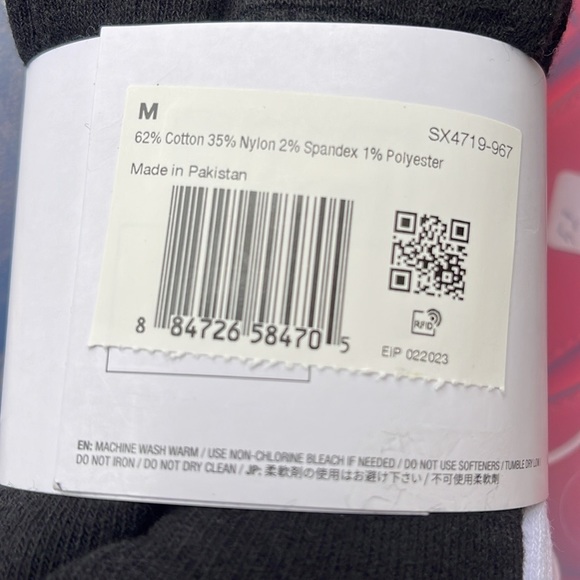 M
SX4719-967
62% Cotton 35% Nylon 2% Spandex 1% Polyester
Made in Pakistan
8 84726 58470 5
RFID
EIP 022023
EN: MACHINE WASH WARM / USE NON-CHLORINE BLEACH IF NEEDED / DO NOT USE SOFTENERS / TUMBLE DRY LOW
DO NOT IRON / DO NOT DRY CLEAN / JP: 柔軟剤の使用はお避け下さい / 不可使用柔軟劑